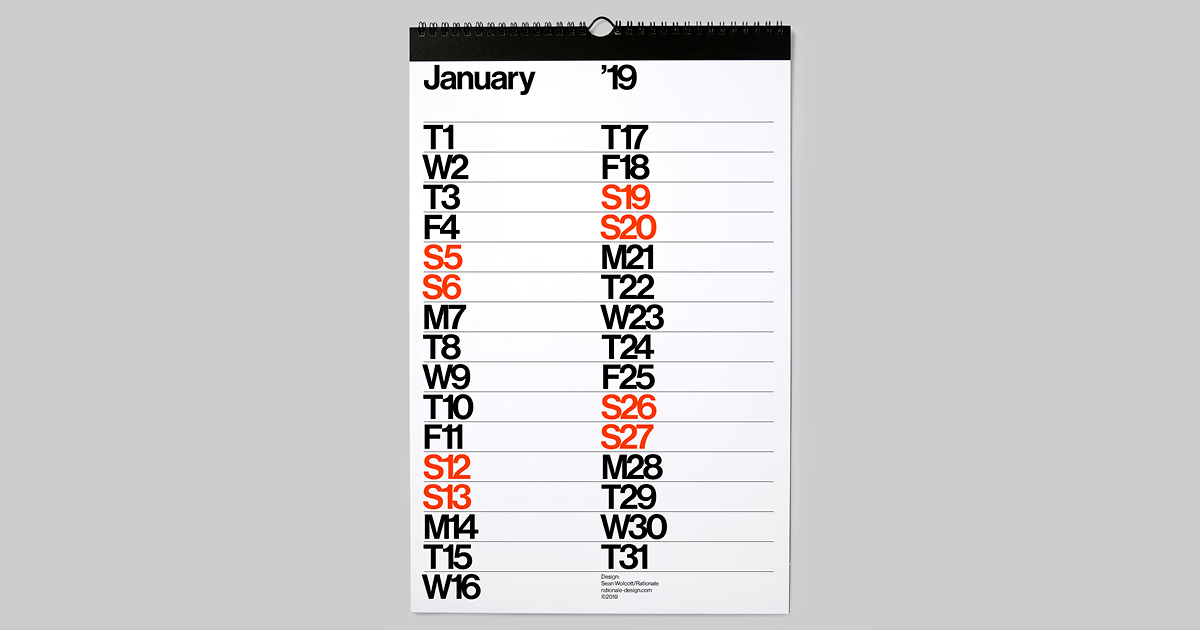 January ’19
T1
W2
T3
F4
S5
S6
M7
T8
W9
T10
F11
S12
S13
M14
T15
W16
T17
F18
S19
S20
M21
T22
W23
T24
F25
S26
S27
M28
T29
W30
T31
Design:
Sean Wolcott/Rationale
rationale-design.com
©2019